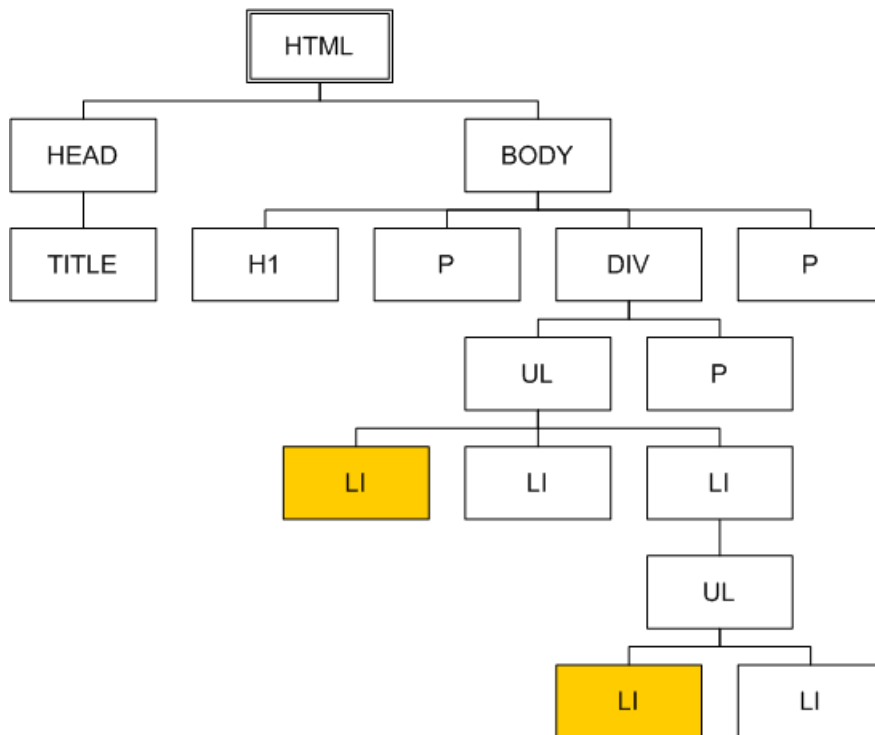 HTML
HEAD BODY
TITLE H1 P DIV P
UL P
LI LI LI
UL
LI LI